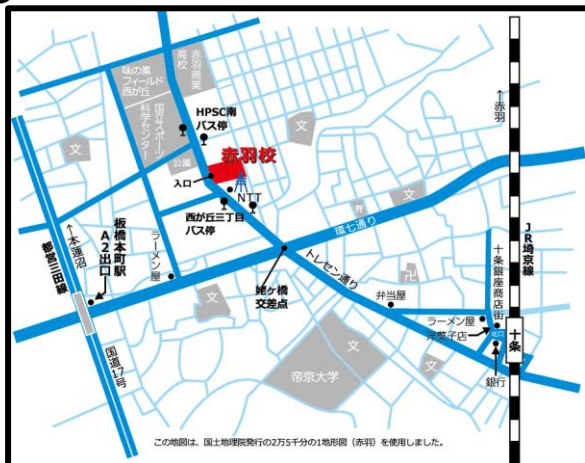 味の素
フィールド
西が丘
赤羽商業
高校
国立スポーツ
科学センター
HPSC南
バス停
公園
赤羽校
入口
NTT
西が丘三丁目
バス停
文
文
文
文
文
文
卍
↑赤羽
JR埼京線
環七通り
トレセン通り
姥ヶ橋
交差点
弁当屋
十条銀座商店街
ラーメン屋
洋菓子店
北口
十条
銀行
帝京大学
ラーメン屋
板橋本町駅
A2出口
↑本蓮沼
都営三田線
国道17号
この地図は、国土地理院発行の2万5千分の1地形図（赤羽）を使用しました。